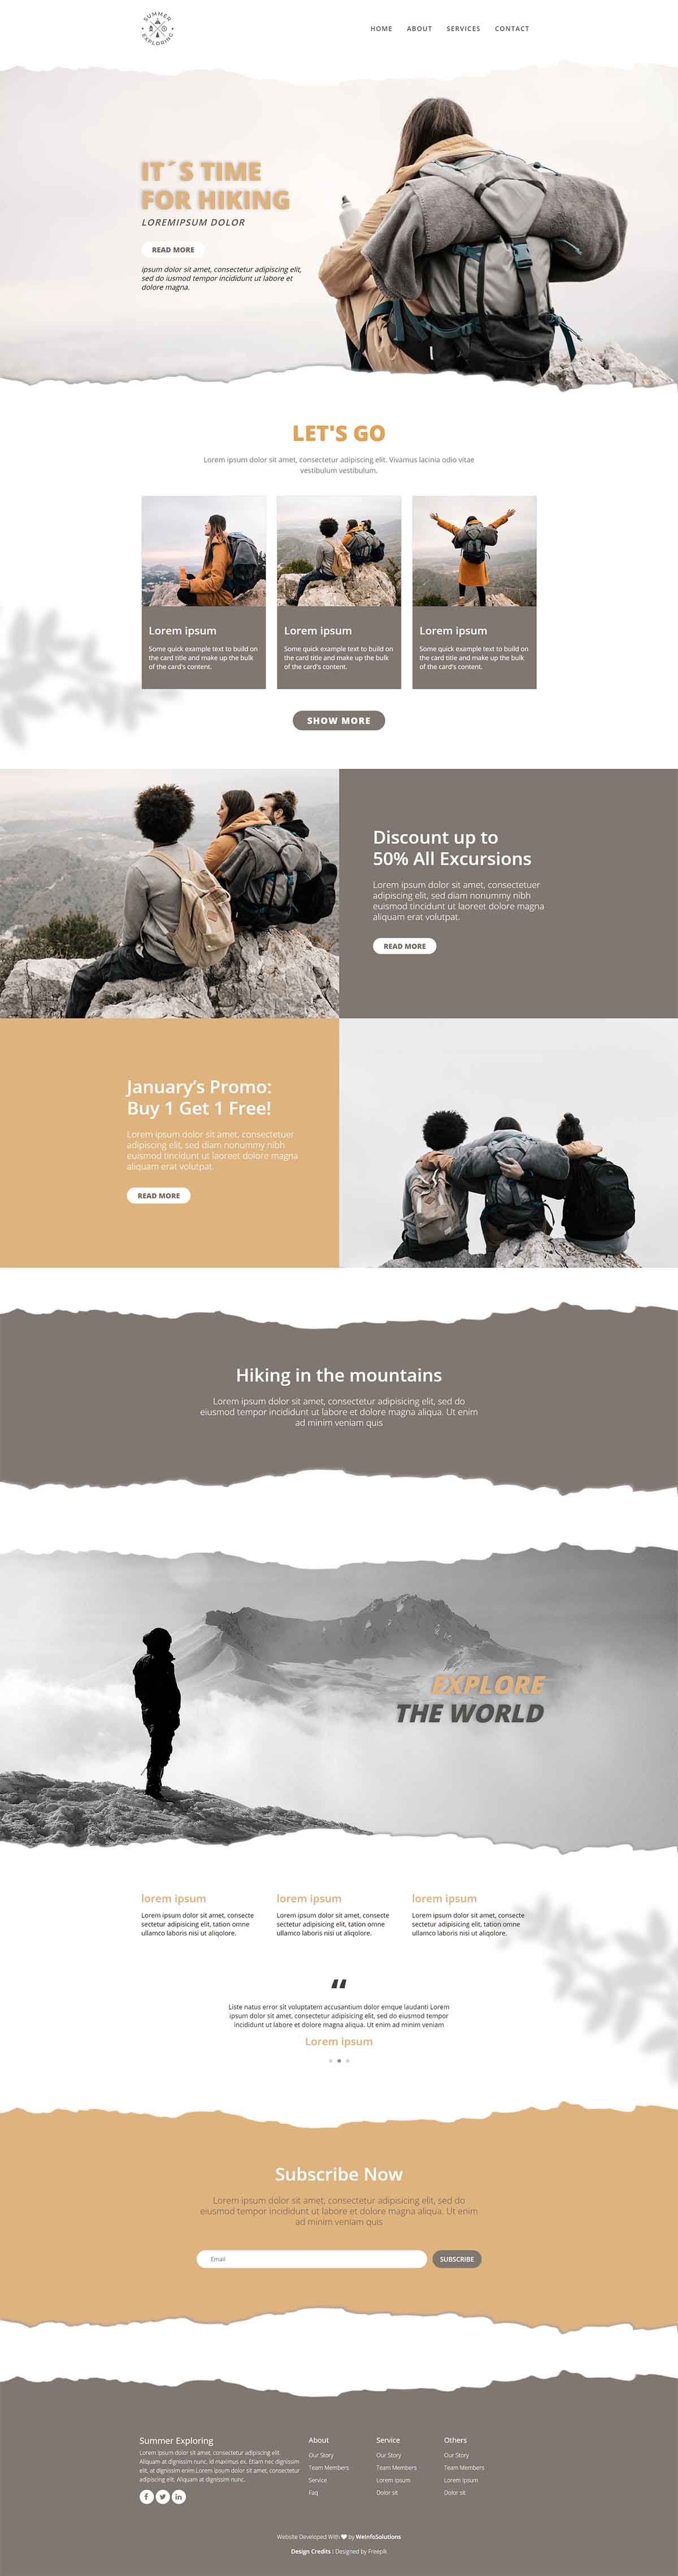 SUMMER
EXPLORING
HOME ABOUT SERVICES CONTACT
IT´S TIME
FOR HIKING
LOREMIPSUM DOLOR
READ MORE
ipsum dolor sit amet, consectetur adipiscing elit,
sed do iusmod tempor incididunt ut labore et
dolore magna.
LET'S GO
Lorem ipsum dolor sit amet, consectetur adipiscing elit. Vivamus lacinia odio vitae
vestibulum vestibulum.
Lorem ipsum
Some quick example text to build on
the card title and make up the bulk
of the card's content.
Lorem ipsum
Some quick example text to build on
the card title and make up the bulk
of the card's content.
Lorem ipsum
Some quick example text to build on
the card title and make up the bulk
of the card's content.
SHOW MORE
Discount up to
50% All Excursions
Lorem ipsum dolor sit amet, consectetuer
adipiscing elit, sed diam nonummy nibh
euismod tincidunt ut laoreet dolore magna
aliquam erat volutpat.
READ MORE
January's Promo:
Buy 1 Get 1 Free!
Lorem ipsum dolor sit amet, consectetuer
adipiscing elit, sed diam nonummy nibh
euismod tincidunt ut laoreet dolore magna
aliquam erat volutpat.
READ MORE
Hiking in the mountains
Lorem ipsum dolor sit amet, consectetur adipisicing elit, sed do
eiusmod tempor incididunt ut labore et dolore magna aliqua. Ut enim
ad minim veniam quis
EXPLORE
THE WORLD
lorem ipsum
Lorem ipsum dolor sit amet, consecte
sectetur adipisicing elit, tation omne
ullamco laboris nisi ut aliqolore.
lorem ipsum
Lorem ipsum dolor sit amet, consecte
sectetur adipisicing elit, tation omne
ullamco laboris nisi ut aliqolore.
lorem ipsum
Lorem ipsum dolor sit amet, consecte
sectetur adipisicing elit, tation omne
ullamco laboris nisi ut aliqolore.
"
Liste natus error sit voluptatem accusantium dolor emque laudanti Lorem
ipsum dolor sit amet, consectetur adipisicing elit, sed do eiusmod tempor
incididunt ut labore et dolore magna aliqua. Ut enim ad minim veniam
Lorem ipsum
Subscribe Now
Lorem ipsum dolor sit amet, consectetur adipisicing elit, sed do
eiusmod tempor incididunt ut labore et dolore magna aliqua. Ut enim
ad minim veniam quis
Email SUBSCRIBE
Summer Exploring
Lorem ipsum dolor sit amet, consectetur adipiscing elit.
Aliquam at dignissim nunc, id maximus ex. Etiam nec dignissim
elit, at dignissim enim.Lorem ipsum dolor sit amet, consectetur
adipiscing elit. Aliquam at dignissim nunc.
About
Our Story
Team Members
Service
Faq
Service
Our Story
Team Members
Lorem Ipsum
Dolor sit
Others
Our Story
Team Members
Lorem Ipsum
Dolor sit
Website Developed With ♥ by WeInfoSolutions
Design Credits : Designed by Freepik